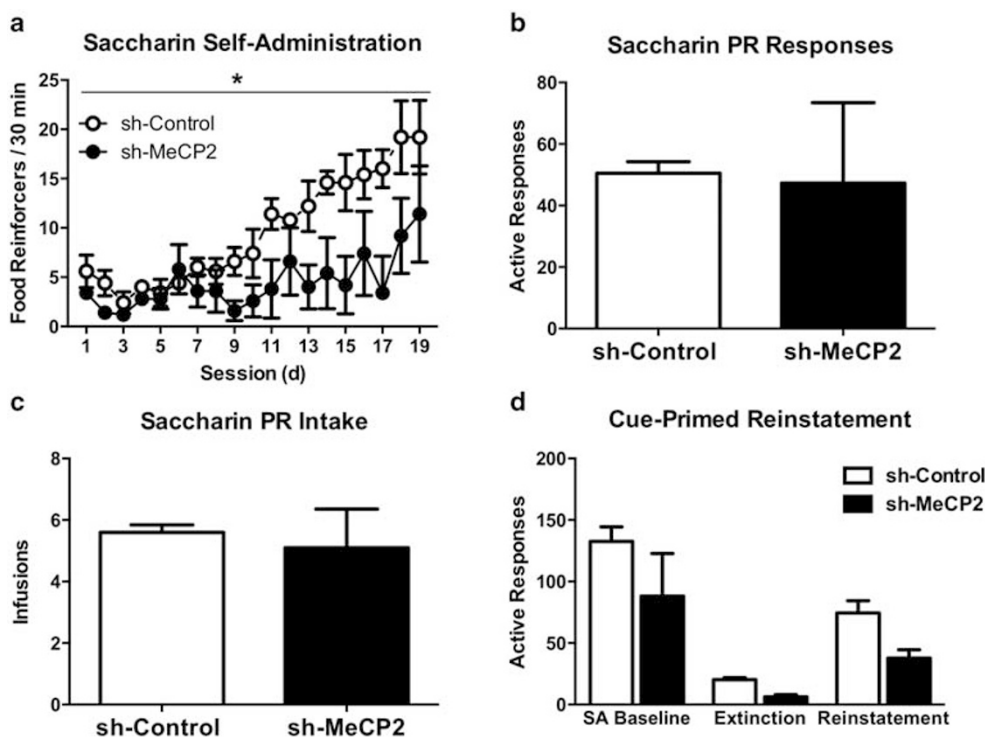 a
Saccharin Self-Administration
*
Food Reinforcers / 30 min
25
20
15
10
5
0
sh-Control
sh-MeCP2
1 3 5 7 9 11 13 15 17 19
Session (d)
b
Saccharin PR Responses
Active Responses
80
60
40
20
0
sh-Control sh-MeCP2
c
Saccharin PR Intake
Infusions
8
6
4
2
0
sh-Control sh-MeCP2
d
Cue-Primed Reinstatement
Active Responses
200
150
100
50
0
sh-Control
sh-MeCP2
SA Baseline Extinction Reinstatement